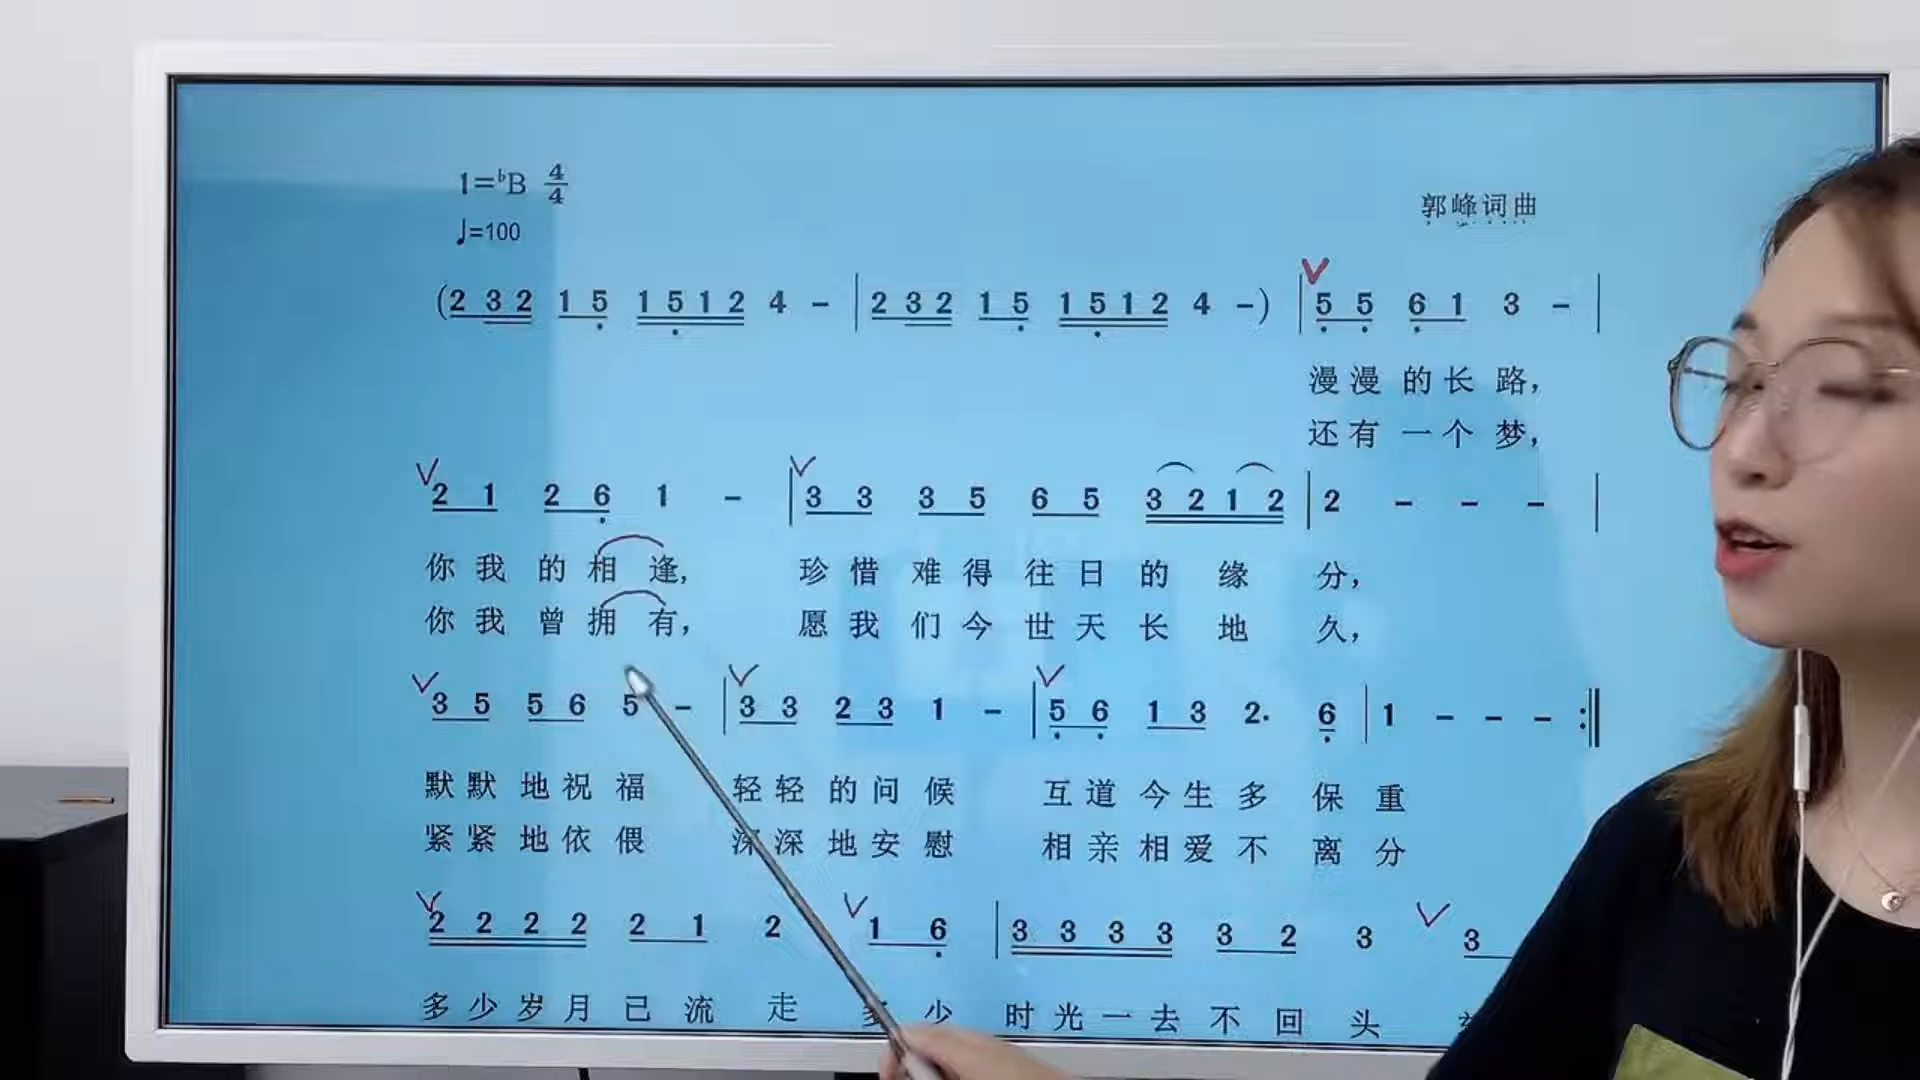 1=♭B 4/4
♩=100
郭峰词曲
(2 3 2 1 5 1 5 1 2 4 - | 2 3 2 1 5 1 5 1 2 4 -) | 5 5 6 1 3 - |
漫漫的长路，
还有一个梦，
2 1 2 6 1 - | 3 3 3 5 6 5 3 2 1 2 | 2 - - - |
你我的相逢， 珍惜难得往日的缘分，
你我曾拥有， 愿我们今世天长地久，
3 5 5 6 5 - | 3 3 2 3 1 - | 5 6 1 3 2. 6 | 1 - - - :|
默默地祝福 轻轻的问候 互道今生多保重
紧紧地依偎 深深地安慰 相亲相爱不离分
2 2 2 2 2 1 2 1 6 | 3 3 3 3 3 2 3 3
多少岁月已流走 多少时光一去不回头